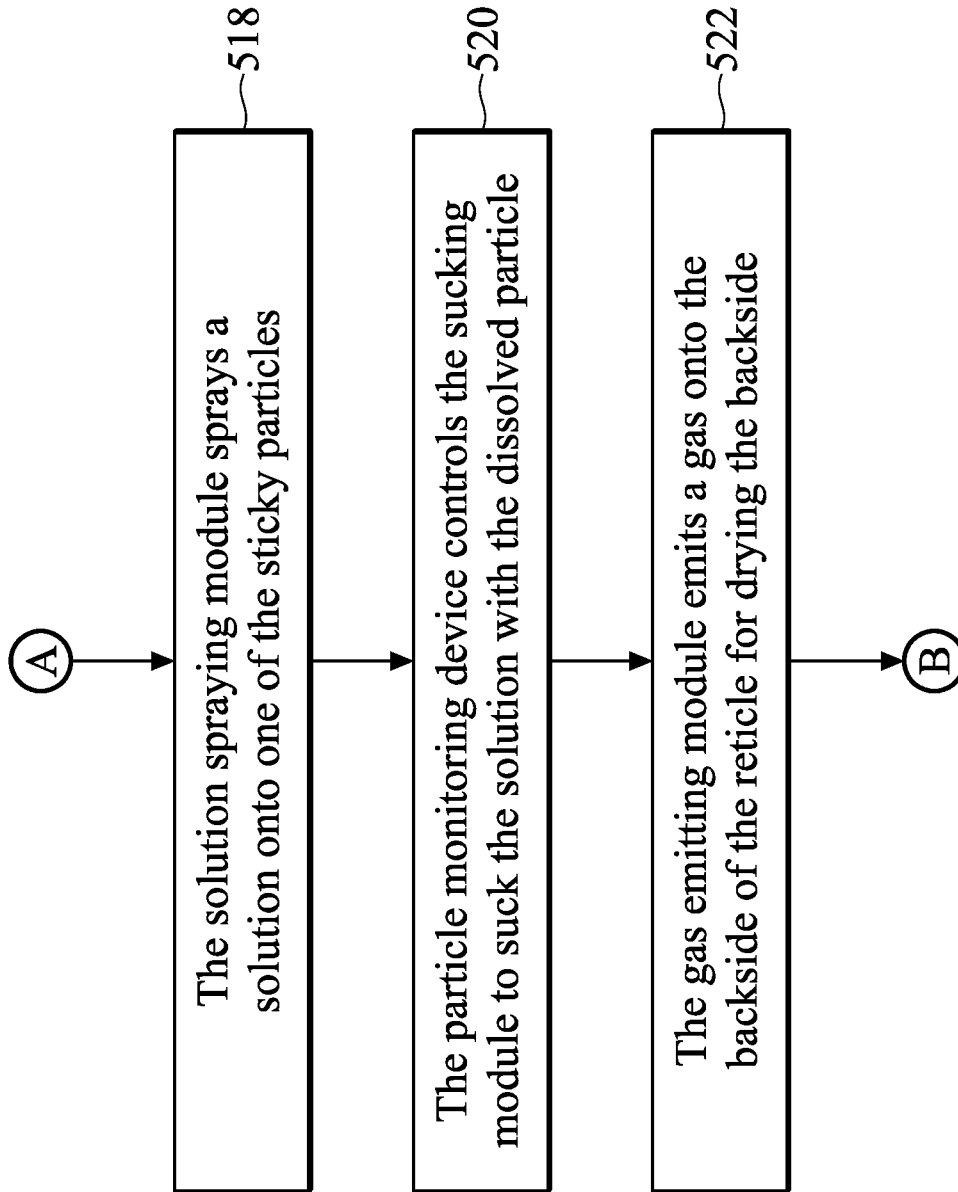 A
The solution spraying module sprays a
solution onto one of the sticky particles
518
The particle monitoring device controls the sucking
module to suck the solution with the dissolved particle
520
The gas emitting module emits a gas onto the
backside of the reticle for drying the backside
522
B